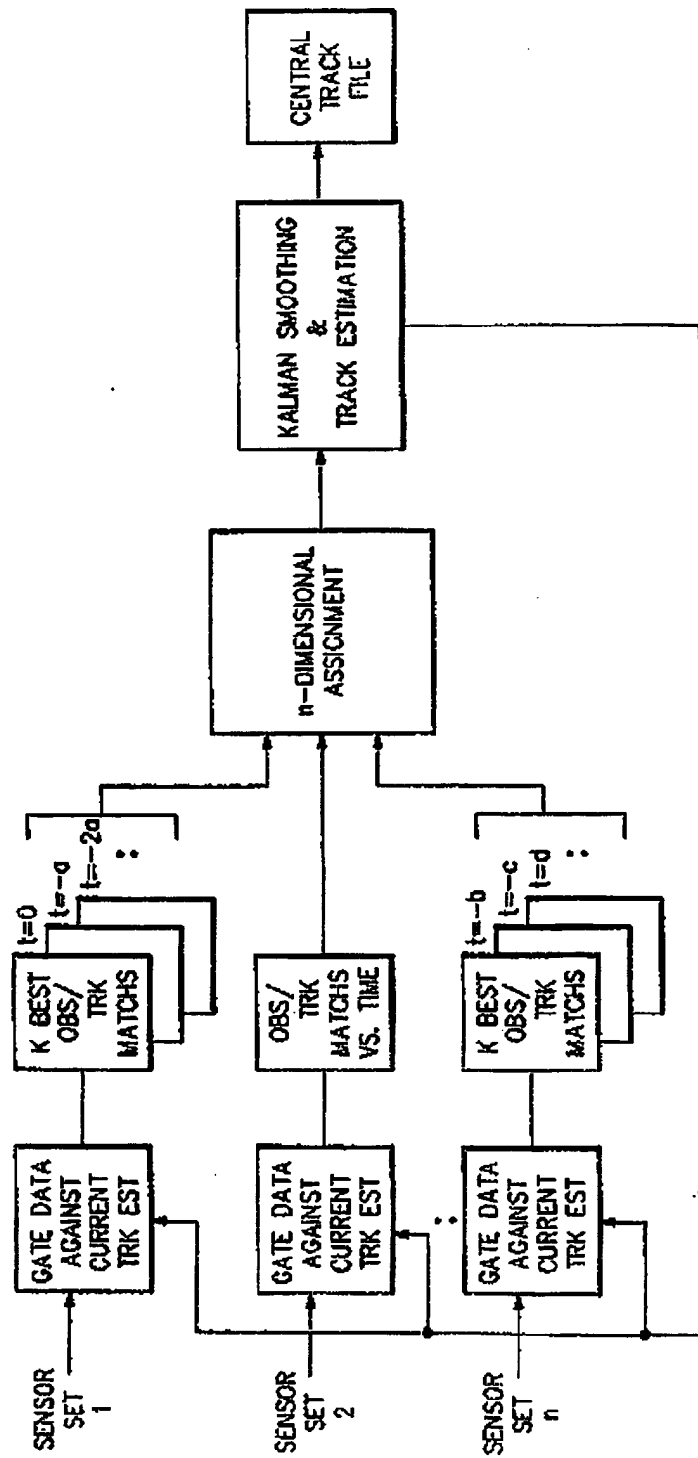 SENSOR
SET
1
GATE DATA
AGAINST
CURRENT
TRK EST
K BEST
OBS/
TRK
MATCHS
t=0
t=-a
t=-2a
:
SENSOR
SET
2
GATE DATA
AGAINST
CURRENT
TRK EST
OBS/
TRK
MATCHS
VS. TIME
:
SENSOR
SET
n
GATE DATA
AGAINST
CURRENT
TRK EST
K BEST
OBS/
TRK
MATCHS
t=-b
t=-c
t=d
:
n-DIMENSIONAL
ASSIGNMENT
KALMAN SMOOTHING
&
TRACK ESTIMATION
CENTRAL
TRACK
FILE